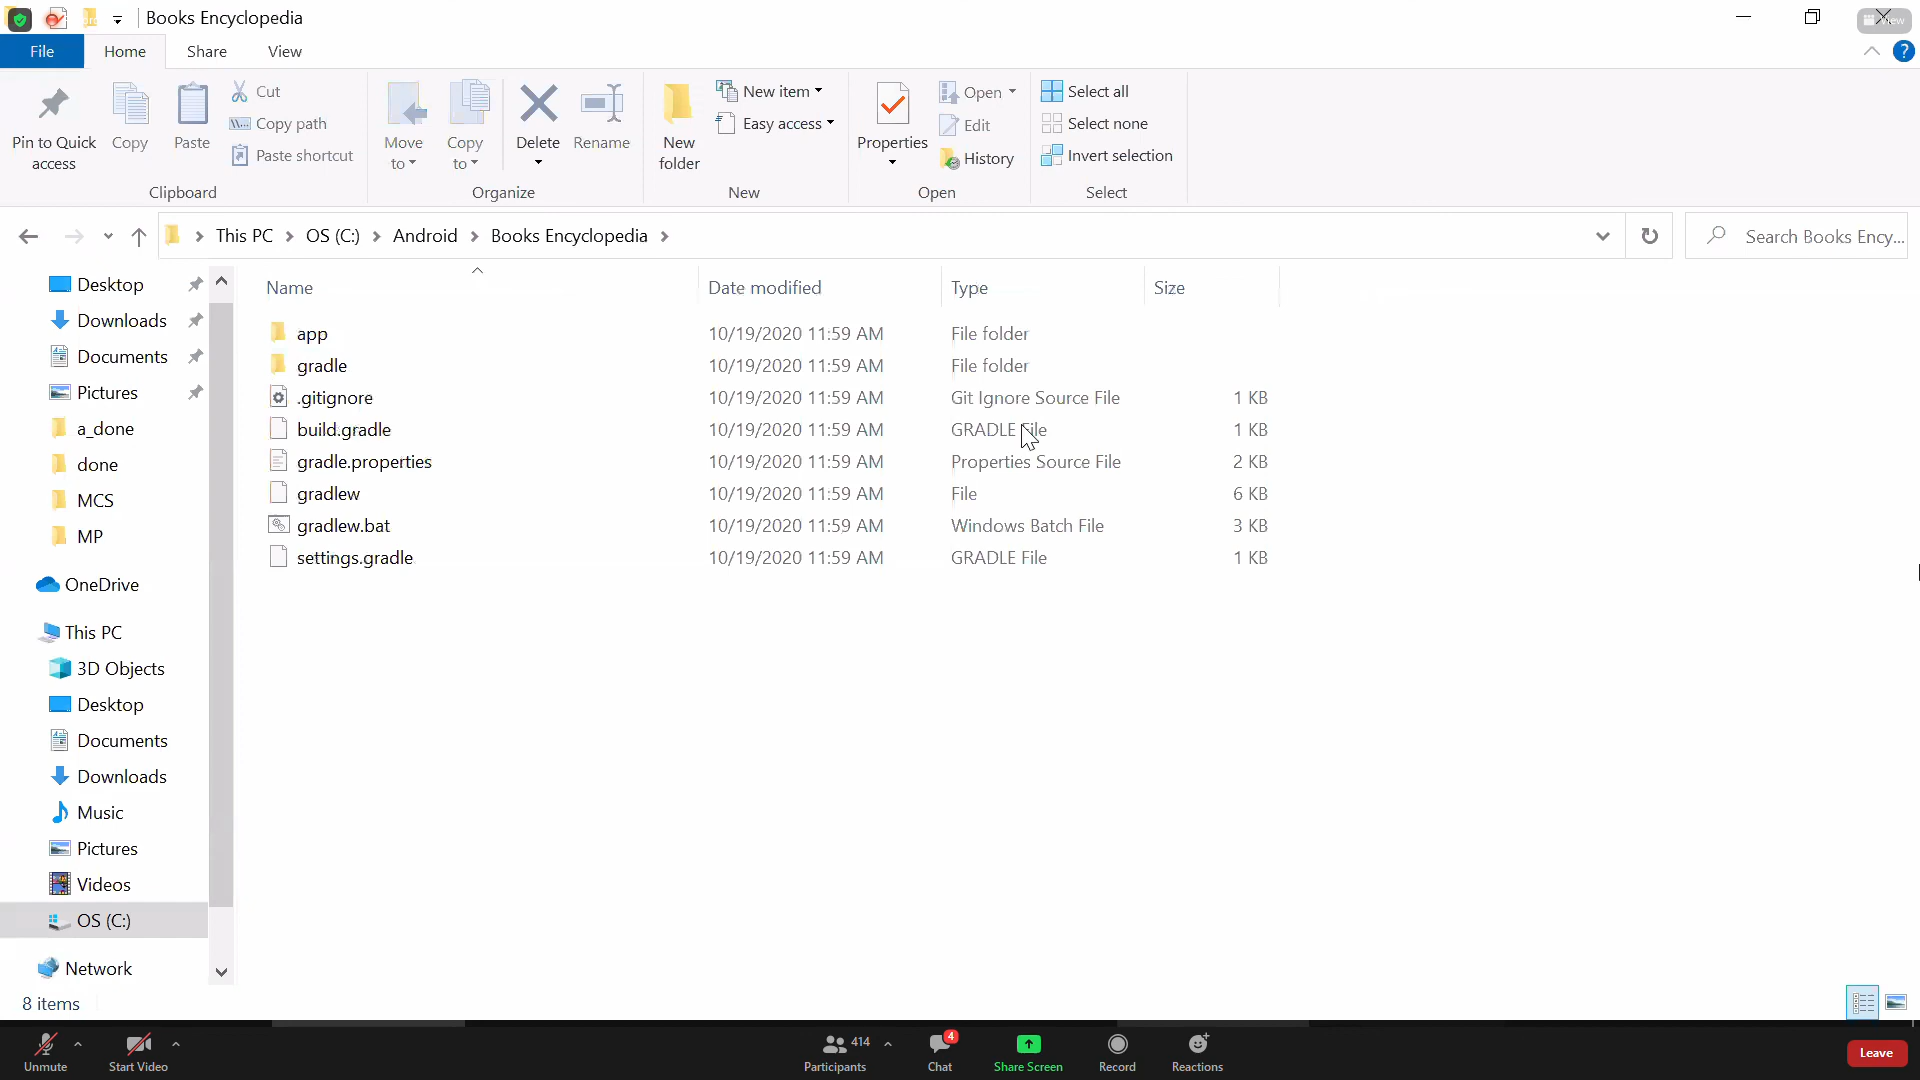 Books Encyclopedia
File Home Share View
Pin to Quick access
Copy
Paste
Cut
Copy path
Paste shortcut
Clipboard
Move to
Copy to
Delete
Rename
Organize
New folder
New item
Easy access
New
Properties
Open
Edit
History
Open
Select all
Select none
Invert selection
Select
This PC > OS (C:) > Android > Books Encyclopedia >
Search Books Ency...
Desktop
Downloads
Documents
Pictures
a_done
done
MCS
MP
OneDrive
This PC
3D Objects
Desktop
Documents
Downloads
Music
Pictures
Videos
OS (C:)
Network
Name Date modified Type Size
app 10/19/2020 11:59 AM File folder
gradle 10/19/2020 11:59 AM File folder
.gitignore 10/19/2020 11:59 AM Git Ignore Source File 1 KB
build.gradle 10/19/2020 11:59 AM GRADLE File 1 KB
gradle.properties 10/19/2020 11:59 AM Properties Source File 2 KB
gradlew 10/19/2020 11:59 AM File 6 KB
gradlew.bat 10/19/2020 11:59 AM Windows Batch File 3 KB
settings.gradle 10/19/2020 11:59 AM GRADLE File 1 KB
8 items
Unmute
Start Video
414
Participants
4
Chat
Share Screen
Record
Reactions
Leave